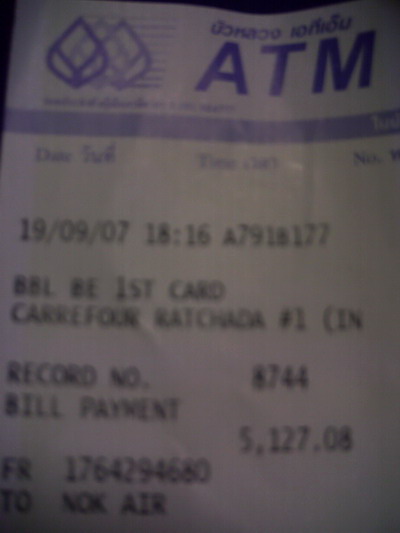 บัวหลวง เอทีเอ็ม
ATM
Date วันที่ Time เวลา No.
19/09/07 18:16 A791B177
BBL BE 1ST CARD
CARREFOUR RATCHADA #1 (IN
RECORD NO. 8744
BILL PAYMENT
5,127.08
FR 1764294680
TO NOK AIR